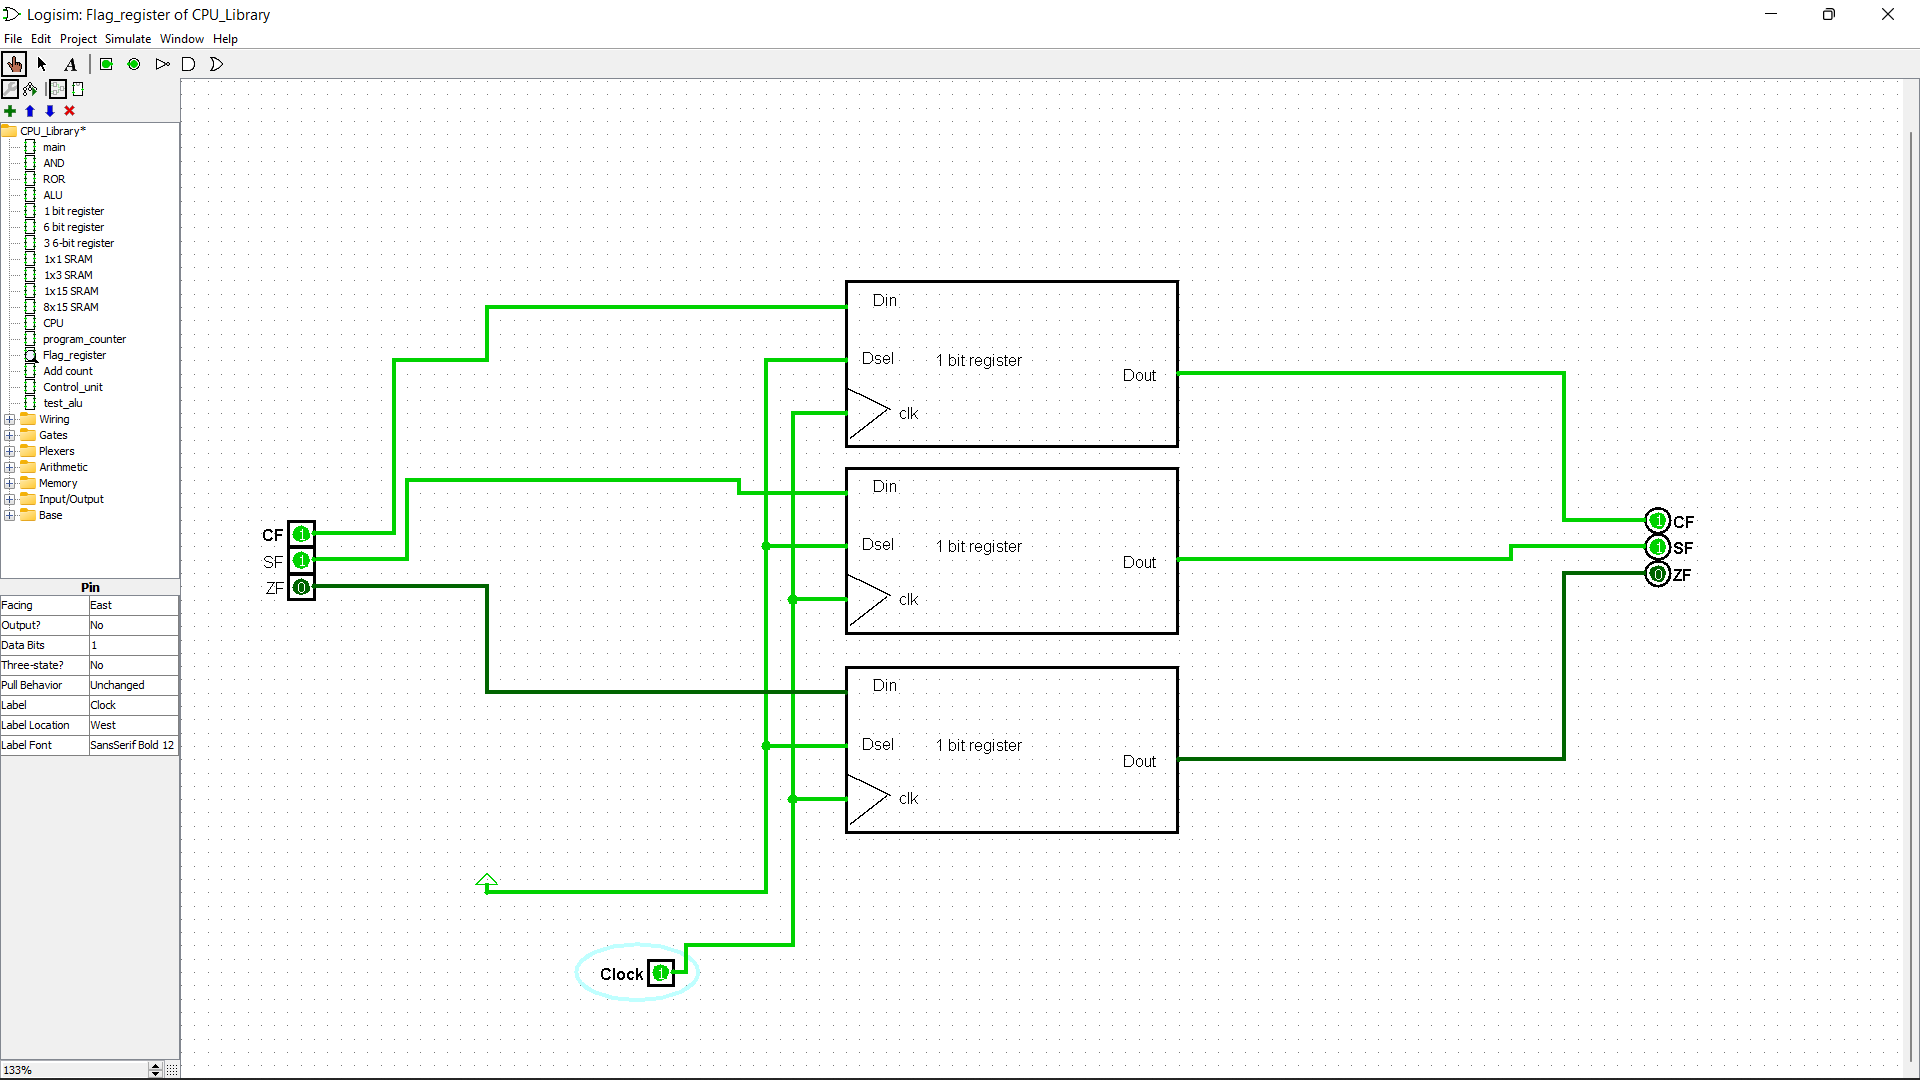 Logisim: Flag_register of CPU_Library
File Edit Project Simulate Window Help
A
CPU_Library*
main
AND
ROR
ALU
1 bit register
6 bit register
3 6-bit register
1x1 SRAM
1x3 SRAM
1x15 SRAM
8x15 SRAM
CPU
program_counter
Flag_register
Add count
Control_unit
test_alu
Wiring
Gates
Plexers
Arithmetic
Memory
Input/Output
Base
Pin
Facing East
Output? No
Data Bits 1
Three-state? No
Pull Behavior Unchanged
Label Clock
Label Location West
Label Font SansSerif Bold 12
133%
Din
Dsel 1 bit register
Dout
clk
Din
Dsel 1 bit register
Dout
clk
Din
Dsel 1 bit register
Dout
clk
CF 1
SF 1
ZF 0
Clock 1
1 CF
1 SF
0 ZF